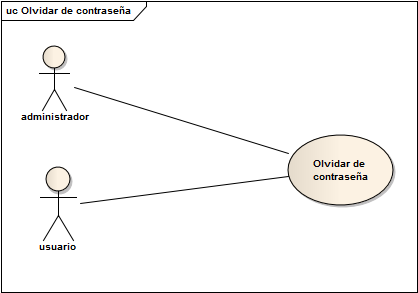 uc Olvidar de contraseña
administrador
Olvidar de
contraseña
usuario